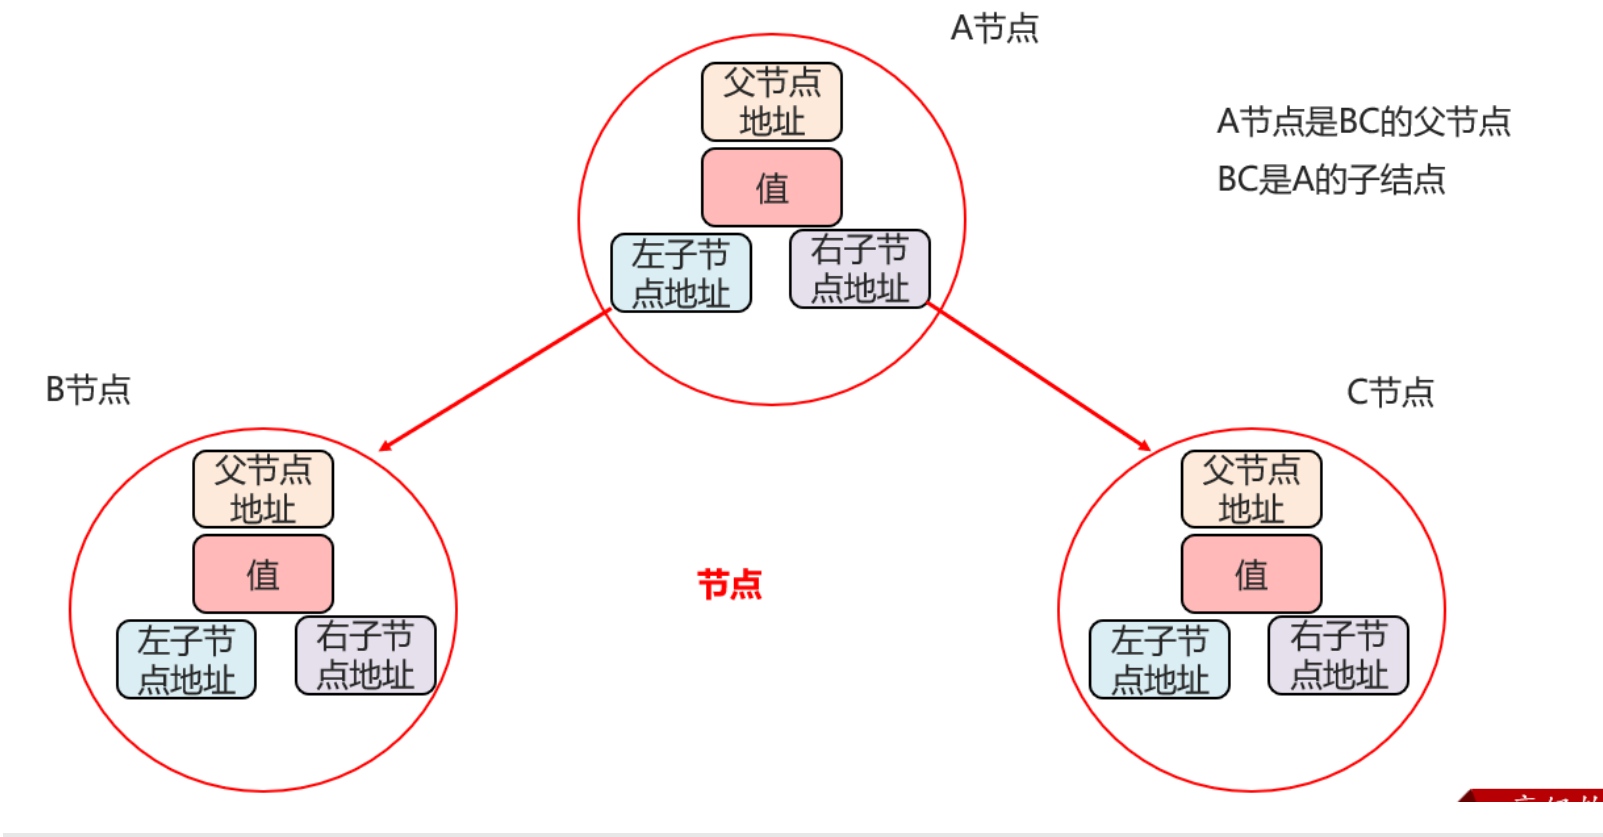 A节点
父节点
地址
值
左子节
点地址
右子节
点地址
A节点是BC的父节点
BC是A的子结点
B节点
父节点
地址
值
左子节
点地址
右子节
点地址
节点
C节点
父节点
地址
值
左子节
点地址
右子节
点地址